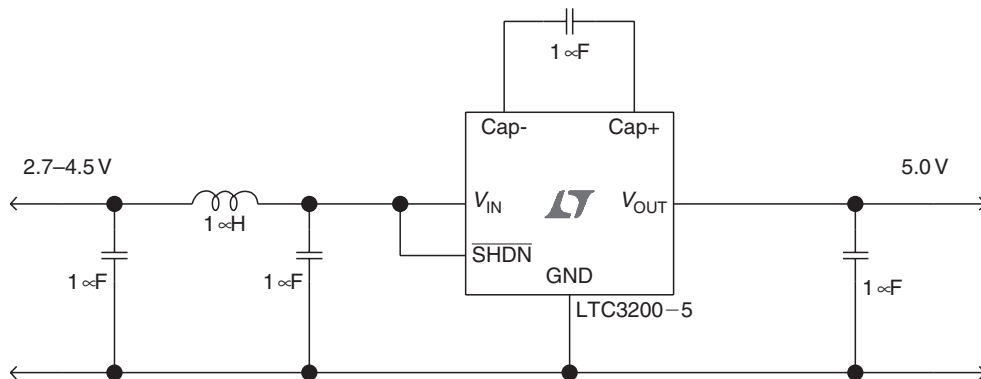 1 ∝F
Cap-
Cap+
2.7–4.5 V
5.0 V
V_IN
V_OUT
1 ∝H
SHDN
1 ∝F
1 ∝F
GND
1 ∝F
LTC3200–5